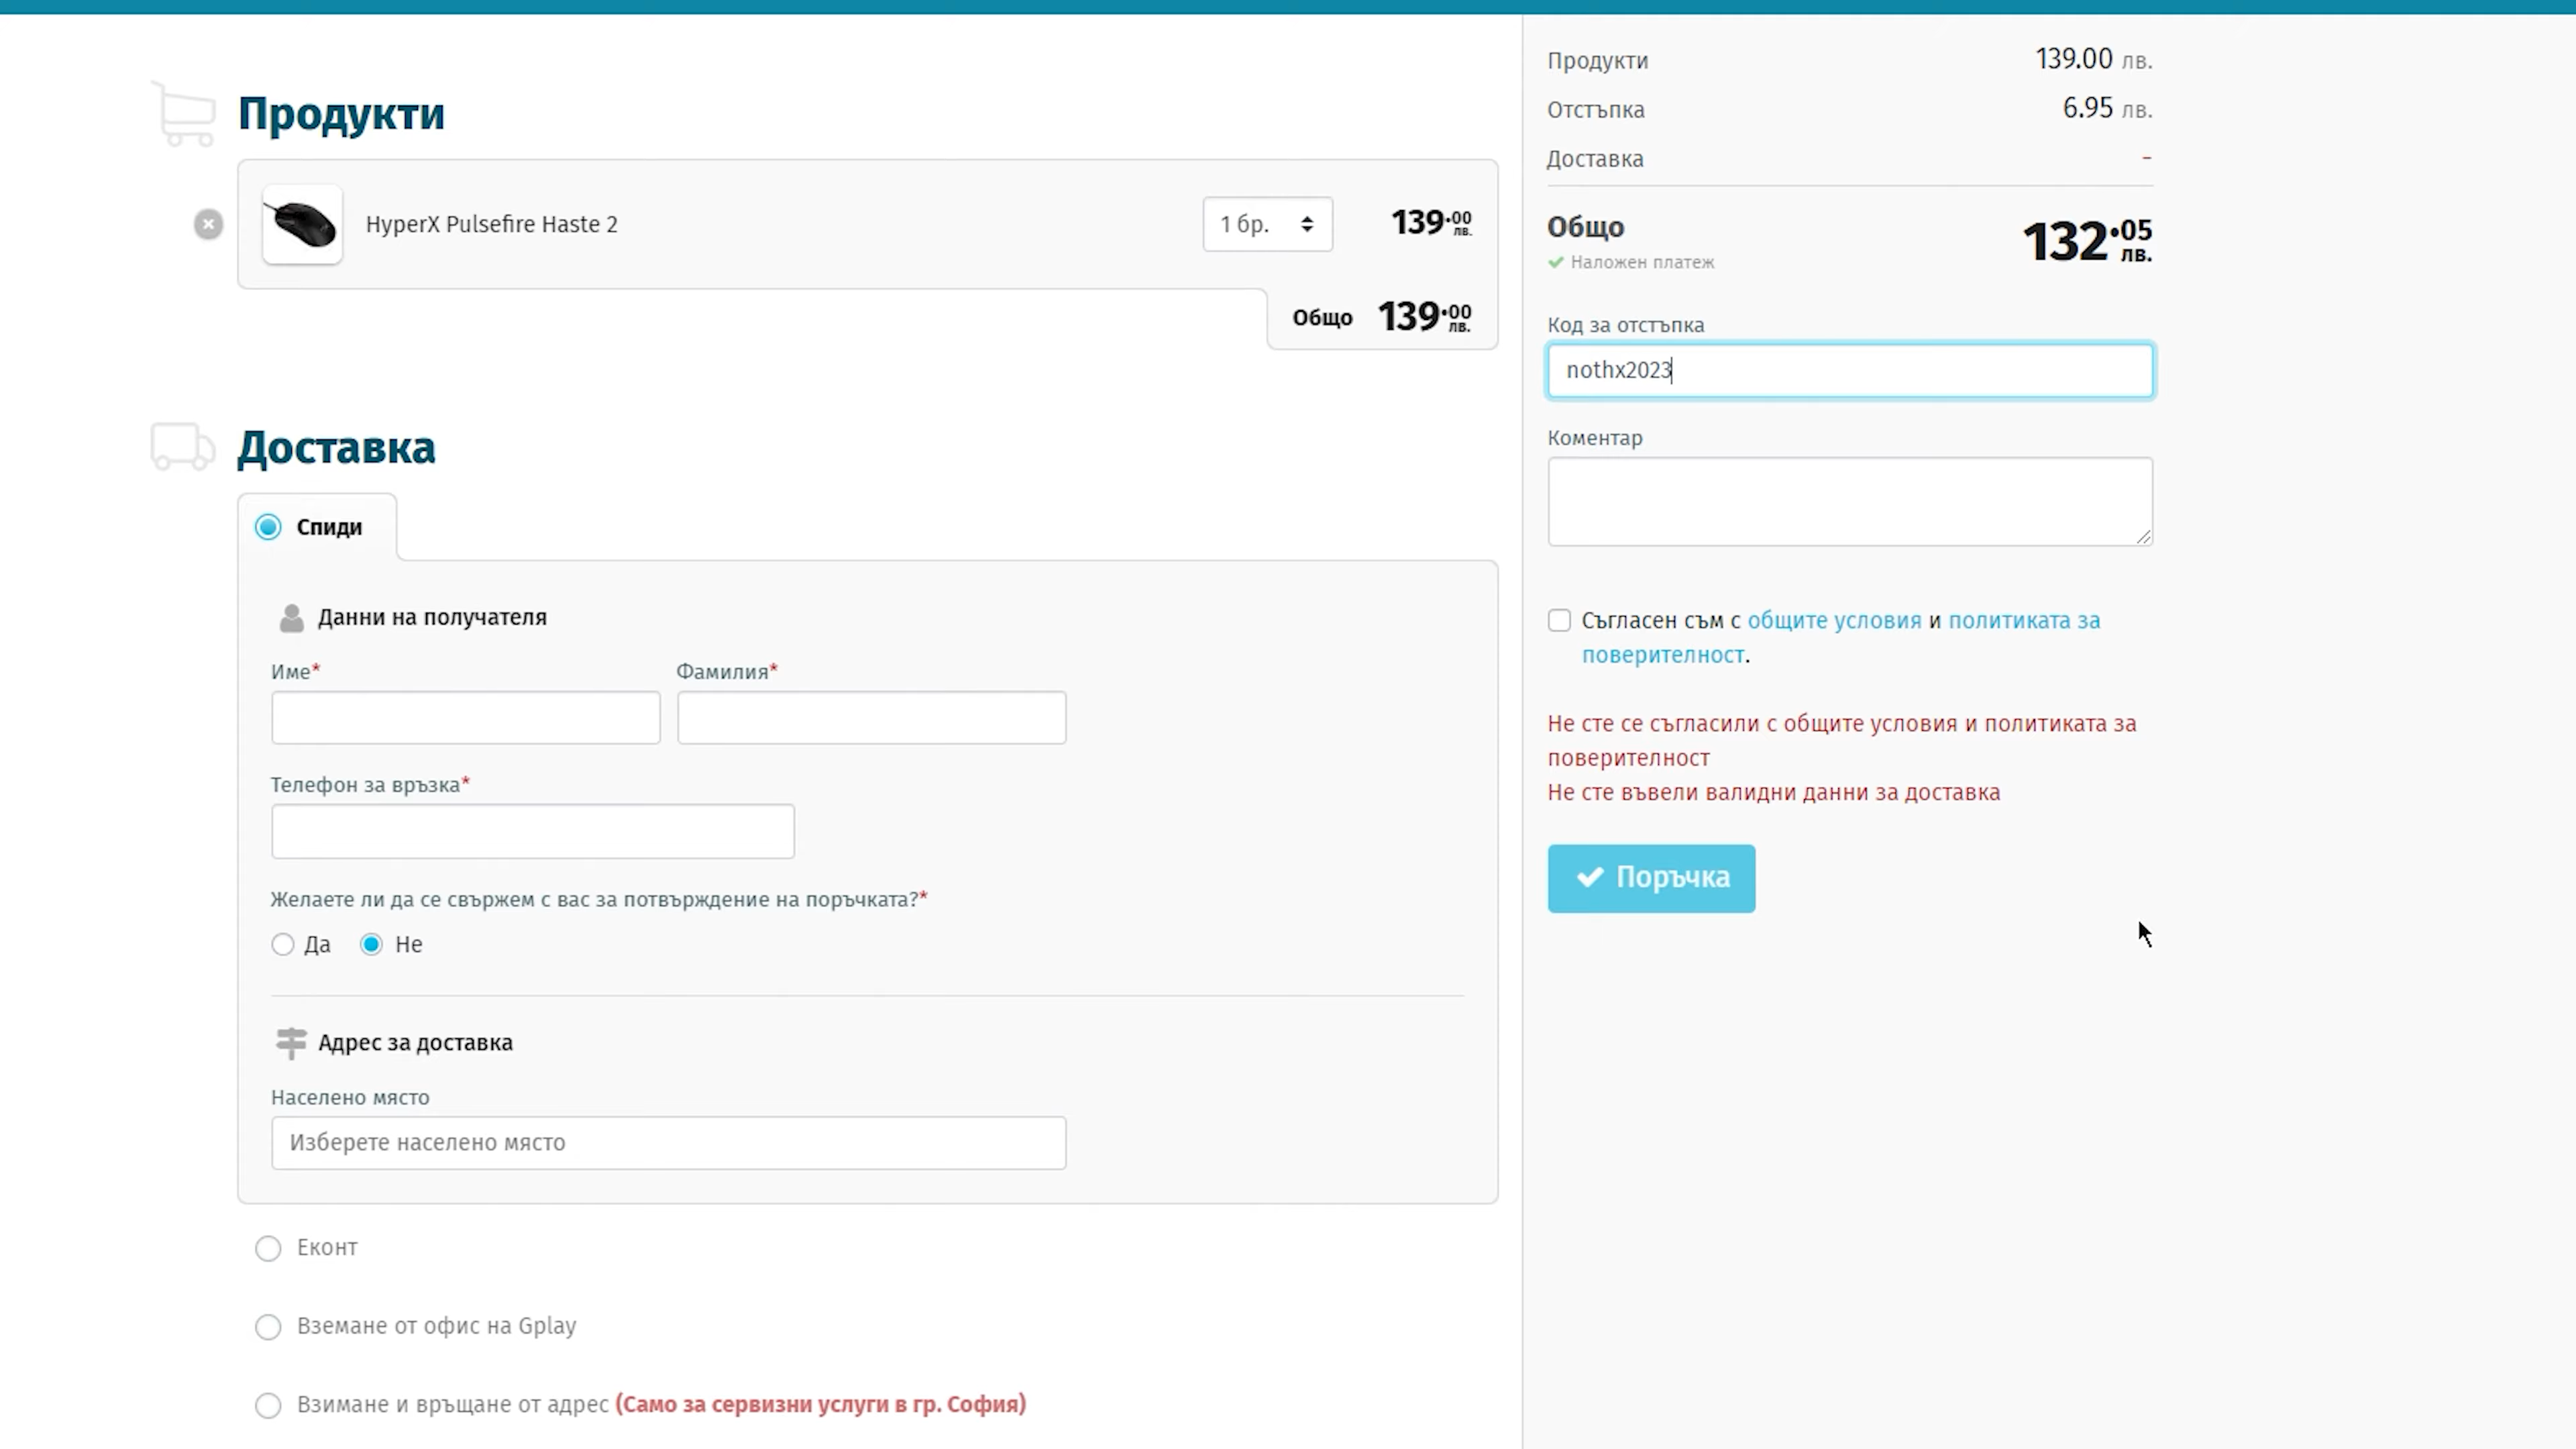 Продукти
HyperX Pulsefire Haste 2
1 бр.
139.00 лв.
Общо 139.00 лв.
Доставка
Спиди
Данни на получателя
Име* Фамилия*
Телефон за връзка*
Желаете ли да се свържем с вас за потвърждение на поръчката?*
Да Не
Адрес за доставка
Населено място
Изберете населено място
Еконт
Вземане от офис на Gplay
Взимане и връщане от адрес (Само за сервизни услуги в гр. София)
Продукти 139.00 лв.
Отстъпка 6.95 лв.
Доставка -
Общо 132.05 лв.
Наложен платеж
Код за отстъпка
nothx2023
Коментар
Съгласен съм с общите условия и политиката за
поверителност.
Не сте се съгласили с общите условия и политиката за
поверителност
Не сте въвели валидни данни за доставка
Поръчка